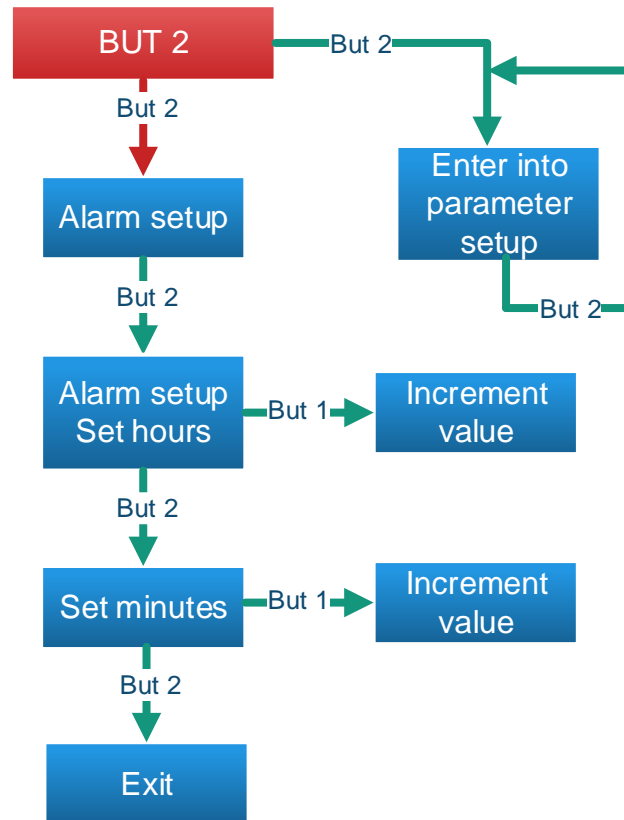 BUT 2
But 2
But 2
Alarm setup
Enter into
parameter
setup
But 2
But 2
Alarm setup
Set hours
But 1
Increment
value
But 2
Set minutes
But 1
Increment
value
But 2
Exit